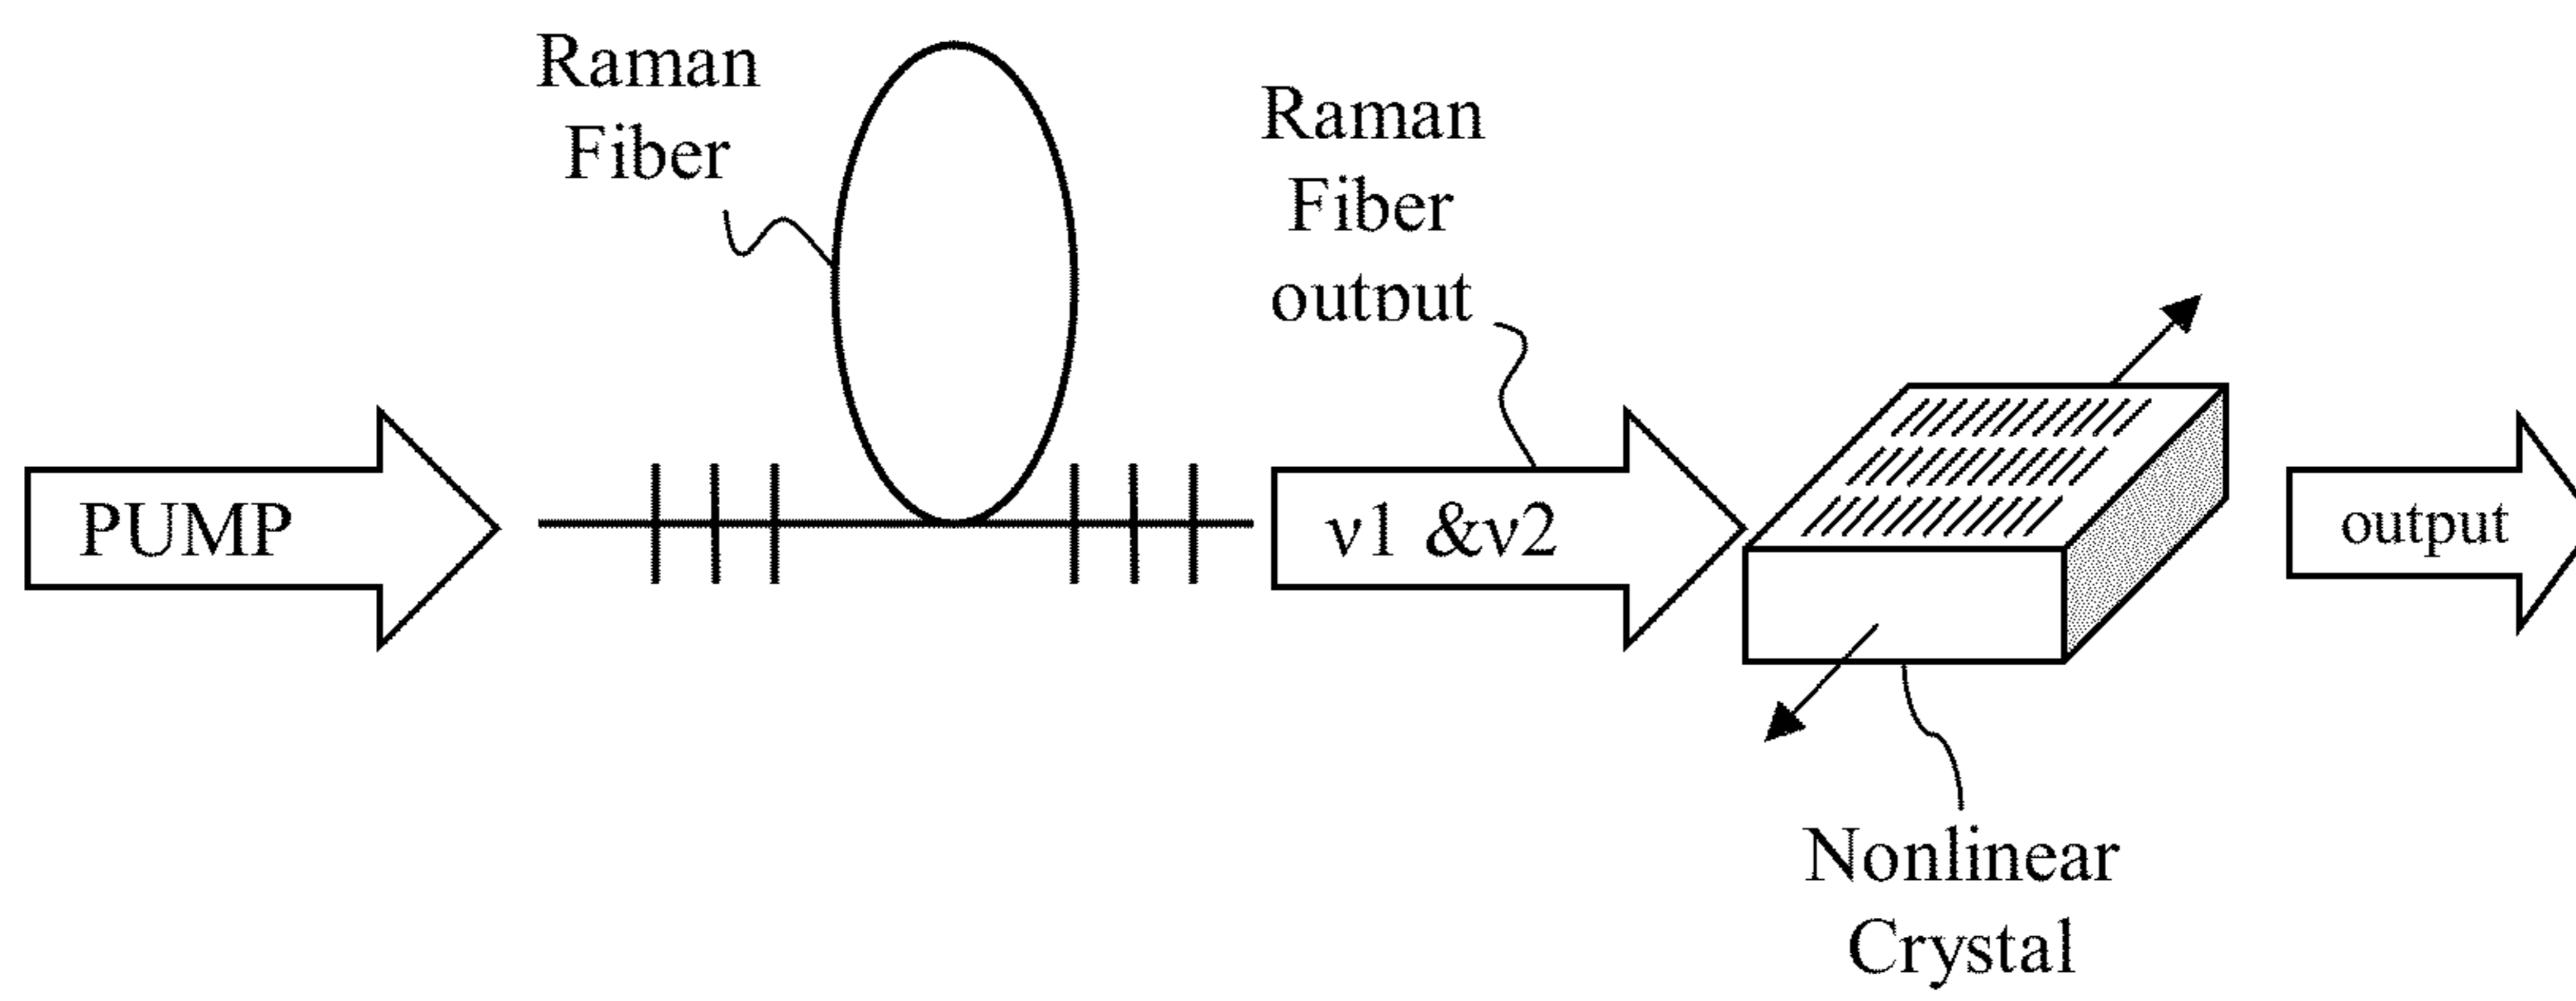 Raman
Fiber
Raman
Fiber
output
PUMP
ν1 &ν2
output
Nonlinear
Crystal